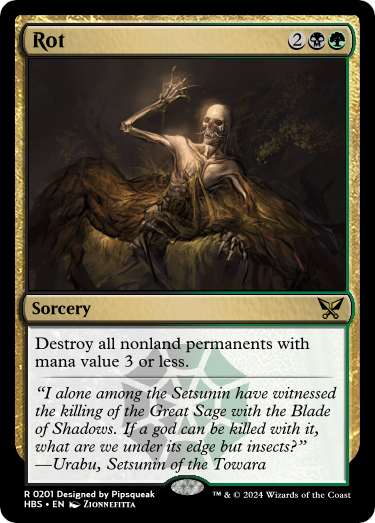 Rot 2
Sorcery
Destroy all nonland permanents with
mana value 3 or less.
“I alone among the Setsunin have witnessed
the killing of the Great Sage with the Blade
of Shadows. If a god can be killed with it,
what are we under its edge but insects?”
—Urabu, Setsunin of the Towara
R 0201 Designed by Pipsqueak ™ & © 2024 Wizards of the Coast
HBS • EN Zionnefitta